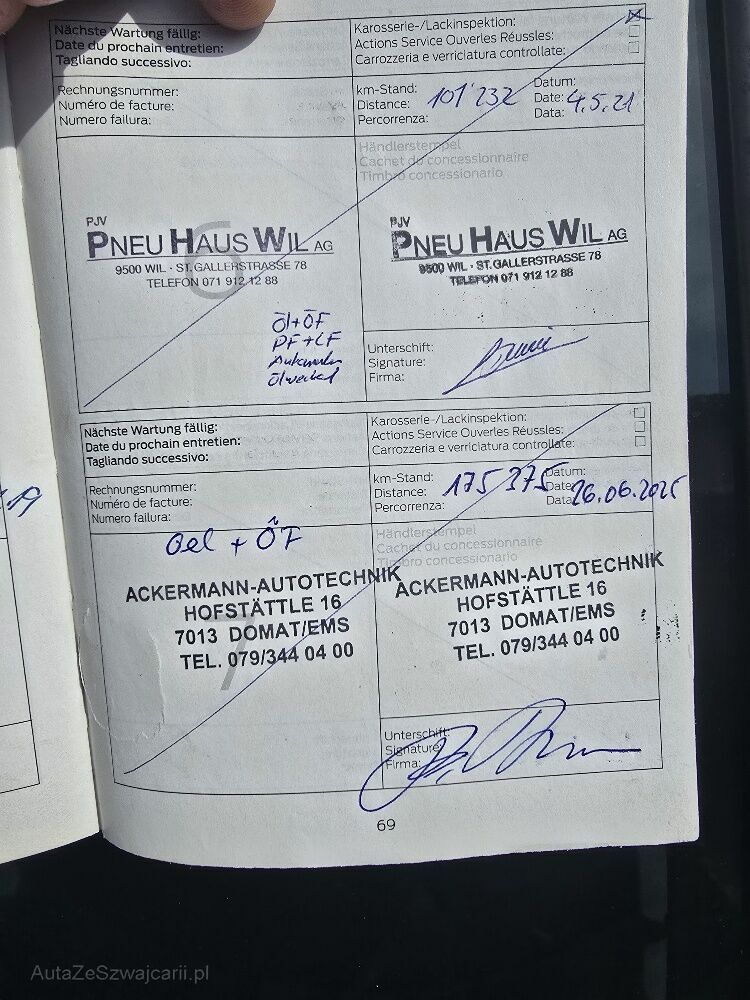 Nächste Wartung fällig:
Date du prochain entretien:
Tagliando successivo:
Karosserie-/Lackinspektion:
Actions Service Ouverles Réussles:
Carrozzeria e verriciatura controllate:
Rechnungsnummer:
Numéro de facture:
Numero failura:
km-Stand:
Distance: 101'232
Percorrenza:
Datum:
Date: 4.5.21
Data:
Händlerstempel
Cachet du concessionnaire
Timbro concessionario
6
PJV
PNEU HAUS WIL AG
9500 WIL · ST. GALLERSTRASSE 78
TELEFON 071 912 12 88
Öl+ÖF
PF+LF
PJV
PNEU HAUS WIL AG
9500 WIL · ST. GALLERSTRASSE 78
TELEFON 071 912 12 88
Unterschift:
Signature:
Firma:
Nächste Wartung fällig:
Date du prochain entretien:
Tagliando successivo:
Karosserie-/Lackinspektion:
Actions Service Ouverles Réussles:
Carrozzeria e verriciatura controllate:
Rechnungsnummer:
Numéro de facture:
Numero failura:
km-Stand:
Distance: 175'375
Percorrenza:
Datum:
Date:
Data: 26.06.2025
Oel + ÖF
Händlerstempel
Cachet du concessionnaire
Timbro concessionario
7
ACKERMANN-AUTOTECHNIK
HOFSTÄTTLE 16
7013 DOMAT/EMS
TEL. 079/344 04 00
ACKERMANN-AUTOTECHNIK
HOFSTÄTTLE 16
7013 DOMAT/EMS
TEL. 079/344 04 00
Unterschift:
Signature:
Firma:
69
AutaZeSzwajcarii.pl